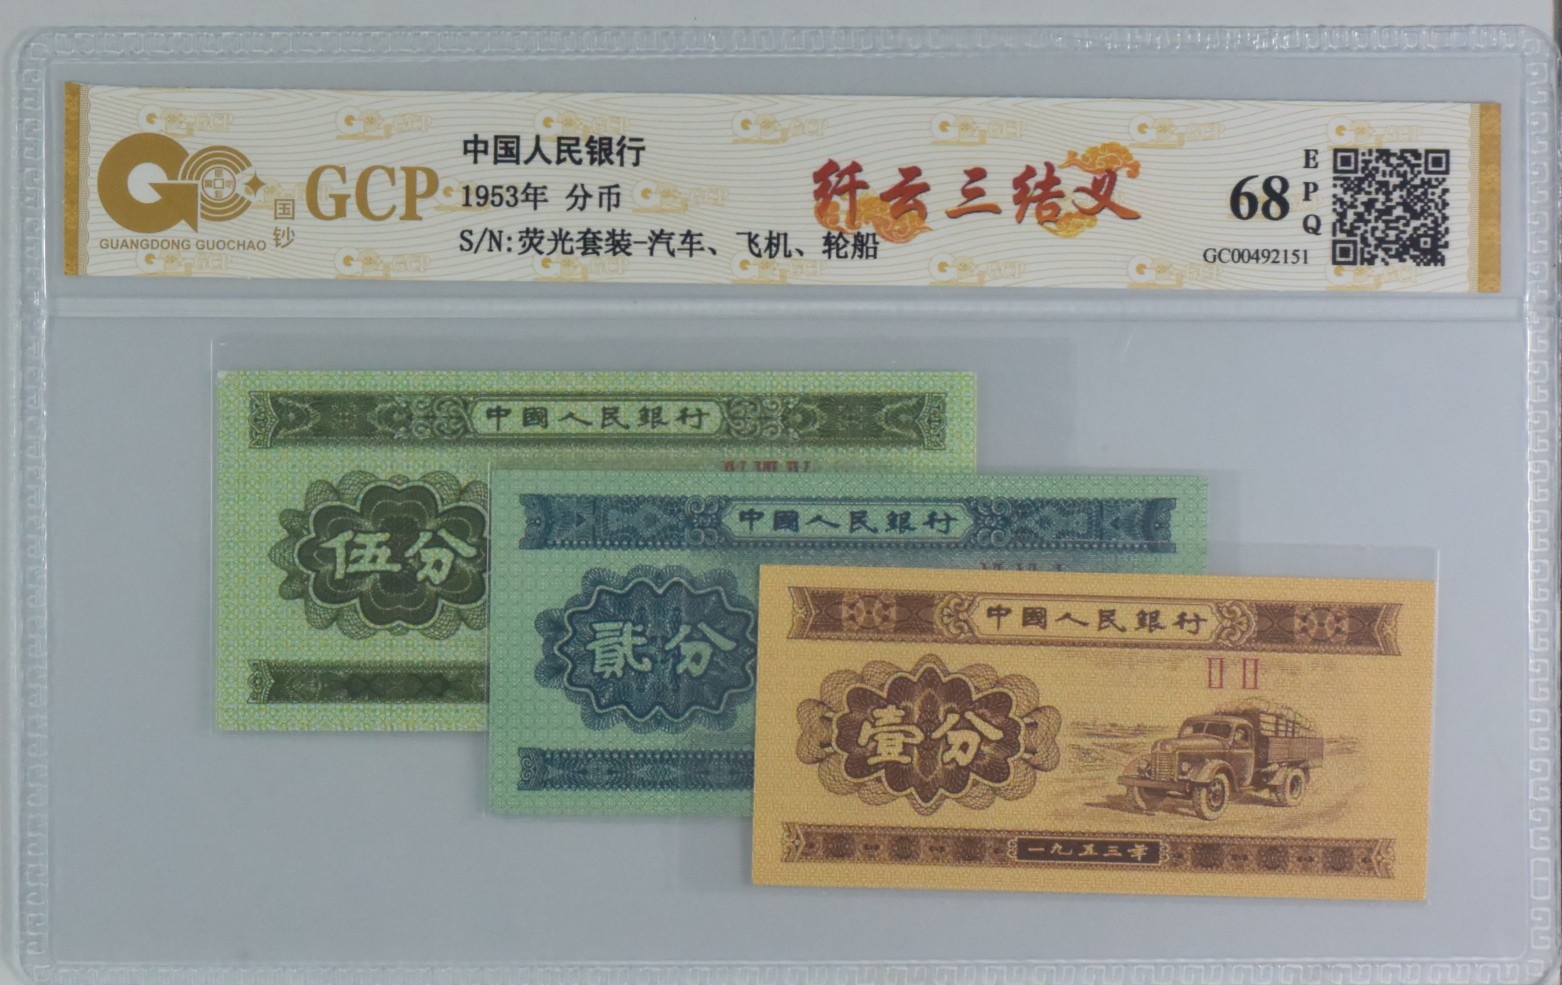 GCP
国钞
GUANGDONG GUOCHAO
中国人民银行
1953年 分币
S/N:荧光套装-汽车、飞机、轮船
纤云三结义
68
EPQ
GC00492151
中國人民銀行
伍分
中國人民銀行
貳分
中國人民銀行
II II
壹分
一九五三年